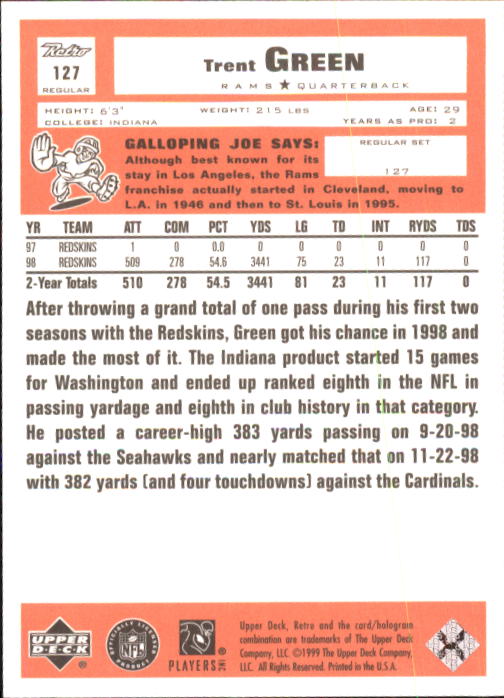 Retro
127
REGULAR
Trent GREEN
RAMS ★ QUARTERBACK
HEIGHT: 6'3" WEIGHT: 215 LBS AGE: 29
COLLEGE: INDIANA YEARS AS PRO: 2
GALLOPING JOE SAYS:
Although best known for its
stay in Los Angeles, the Rams
franchise actually started in Cleveland, moving to
L.A. in 1946 and then to St. Louis in 1995.
REGULAR SET
127
YR TEAM ATT COM PCT YDS LG TD INT RYDS TDS
97 REDSKINS 1 0 0.0 0 0 0 0 0 0
98 REDSKINS 509 278 54.6 3441 75 23 11 117 0
2-Year Totals 510 278 54.5 3441 81 23 11 117 0
After throwing a grand total of one pass during his first two
seasons with the Redskins, Green got his chance in 1998 and
made the most of it. The Indiana product started 15 games
for Washington and ended up ranked eighth in the NFL in
passing yardage and eighth in club history in that category.
He posted a career-high 383 yards passing on 9-20-98
against the Seahawks and nearly matched that on 11-22-98
with 382 yards (and four touchdowns) against the Cardinals.
UPPER
DECK
®
OFFICIALLY LICENSED
NFL
PRODUCT
PLAYERS INC
Upper Deck, Retro and the card/hologram
combination are trademarks of The Upper Deck
Company, LLC. ©1999 The Upper Deck Company,
LLC. All Rights Reserved. Printed in the U.S.A.